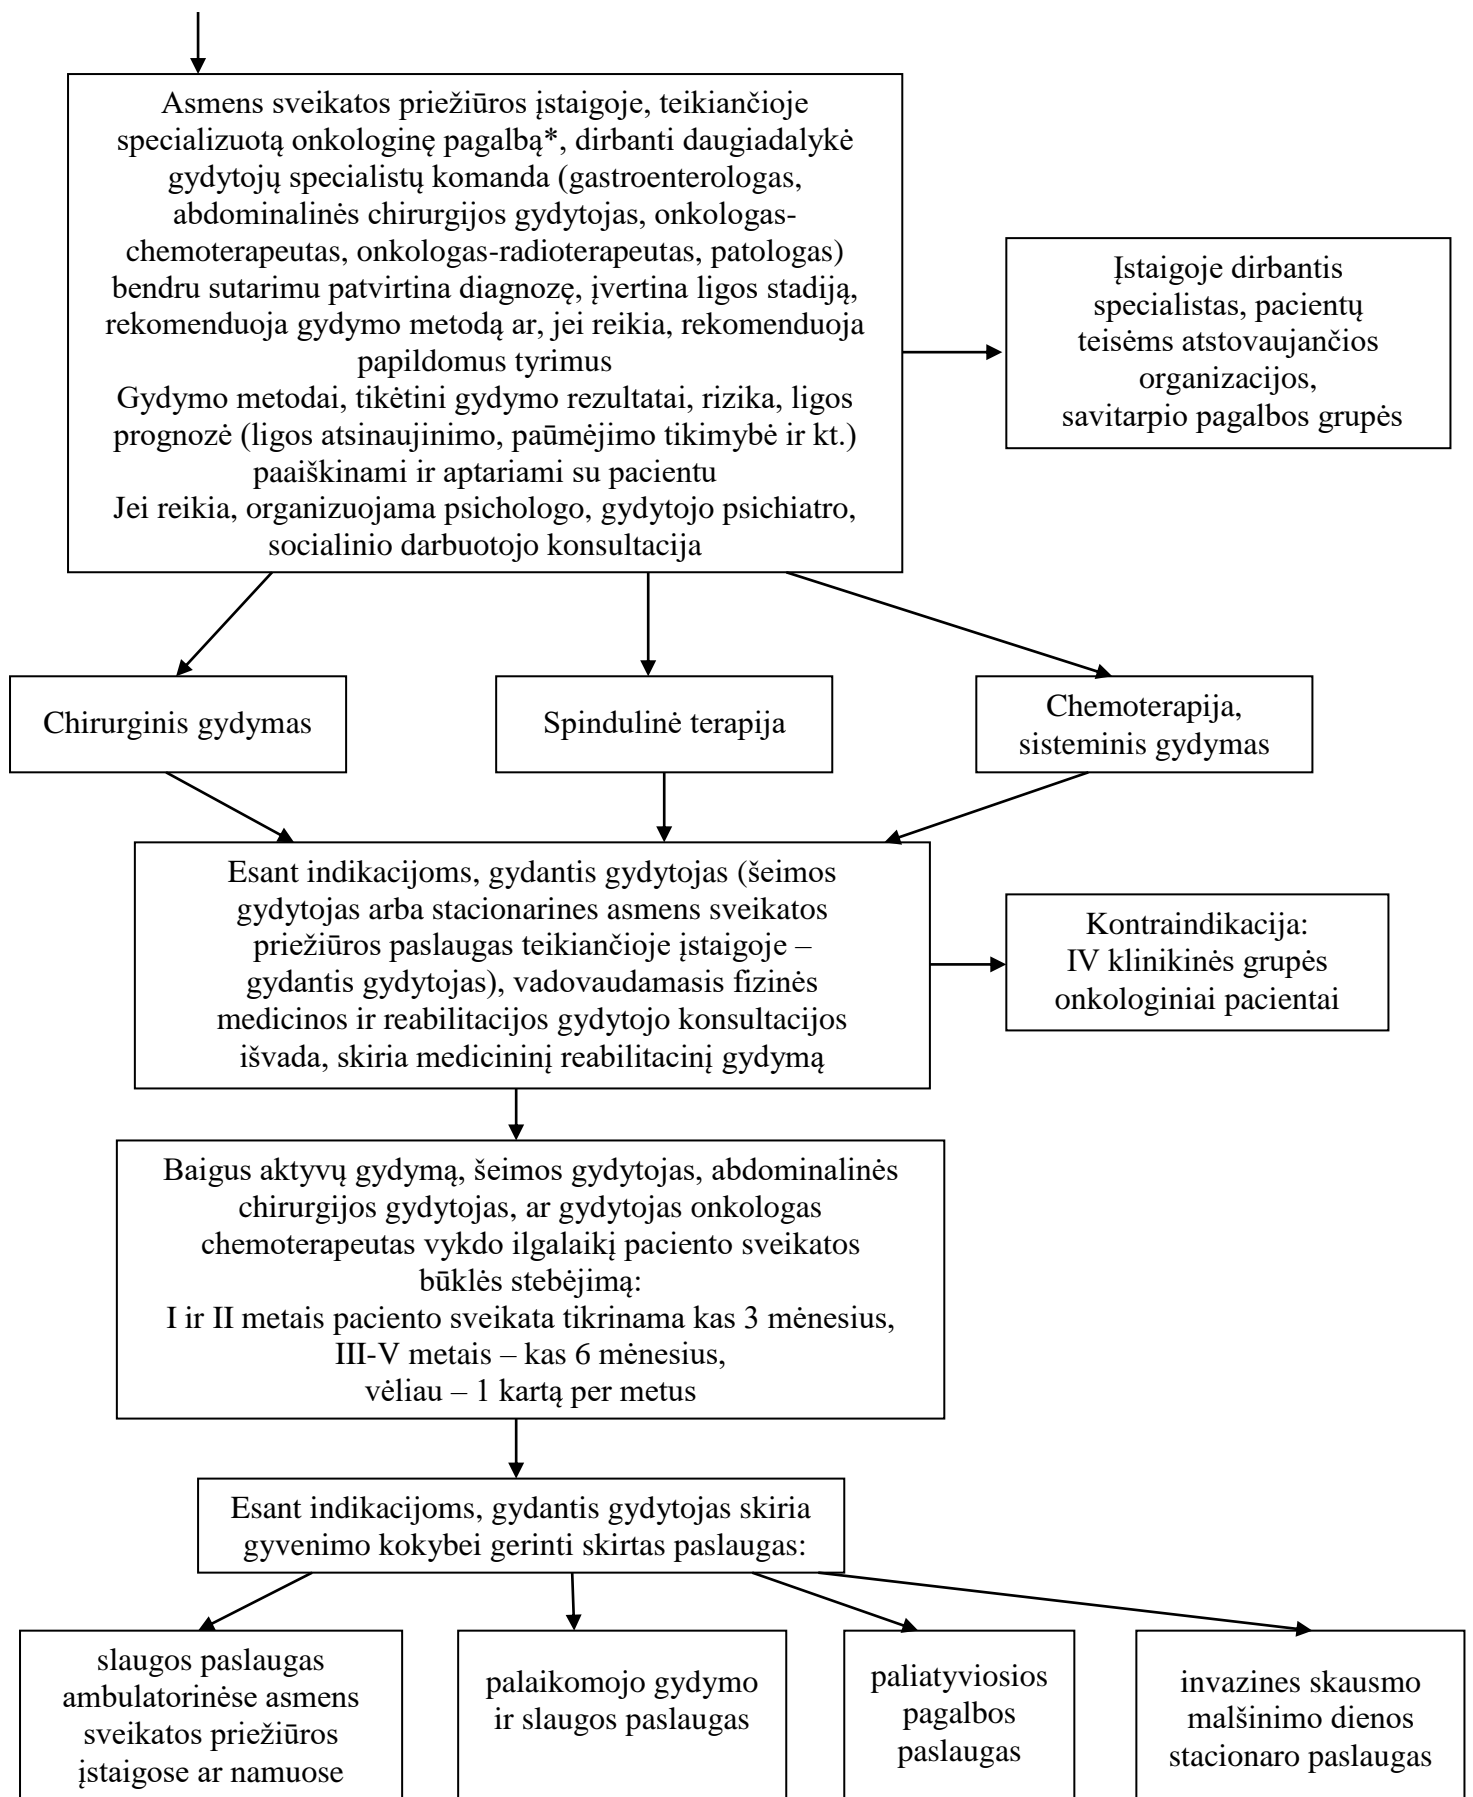 Asmens sveikatos priežiūros įstaigoje, teikiančioje
specializuotą onkologinę pagalbą*, dirbanti daugiadalykė
gydytojų specialistų komanda (gastroenterologas,
abdominalinės chirurgijos gydytojas, onkologas-
chemoterapeutas, onkologas-radioterapeutas, patologas)
bendru sutarimu patvirtina diagnozę, įvertina ligos stadiją,
rekomenduoja gydymo metodą ar, jei reikia, rekomenduoja
papildomus tyrimus
Gydymo metodai, tikėtini gydymo rezultatai, rizika, ligos
prognozė (ligos atsinaujinimo, paūmėjimo tikimybė ir kt.)
paaiškinami ir aptariami su pacientu
Jei reikia, organizuojama psichologo, gydytojo psichiatro,
socialinio darbuotojo konsultacija
Įstaigoje dirbantis
specialistas, pacientų
teisėms atstovaujančios
organizacijos,
savitarpio pagalbos grupės
Chirurginis gydymas
Spindulinė terapija
Chemoterapija,
sisteminis gydymas
Esant indikacijoms, gydantis gydytojas (šeimos
gydytojas arba stacionarines asmens sveikatos
priežiūros paslaugas teikiančioje įstaigoje –
gydantis gydytojas), vadovaudamasis fizinės
medicinos ir reabilitacijos gydytojo konsultacijos
išvada, skiria medicininį reabilitacinį gydymą
Kontraindikacija:
IV klinikinės grupės
onkologiniai pacientai
Baigus aktyvų gydymą, šeimos gydytojas, abdominalinės
chirurgijos gydytojas, ar gydytojas onkologas
chemoterapeutas vykdo ilgalaikį paciento sveikatos
būklės stebėjimą:
I ir II metais paciento sveikata tikrinama kas 3 mėnesius,
III-V metais – kas 6 mėnesius,
vėliau – 1 kartą per metus
Esant indikacijoms, gydantis gydytojas skiria
gyvenimo kokybei gerinti skirtas paslaugas:
slaugos paslaugas
ambulatorinėse asmens
sveikatos priežiūros
įstaigose ar namuose
palaikomojo gydymo
ir slaugos paslaugas
paliatyviosios
pagalbos
paslaugas
invazines skausmo
malšinimo dienos
stacionaro paslaugas